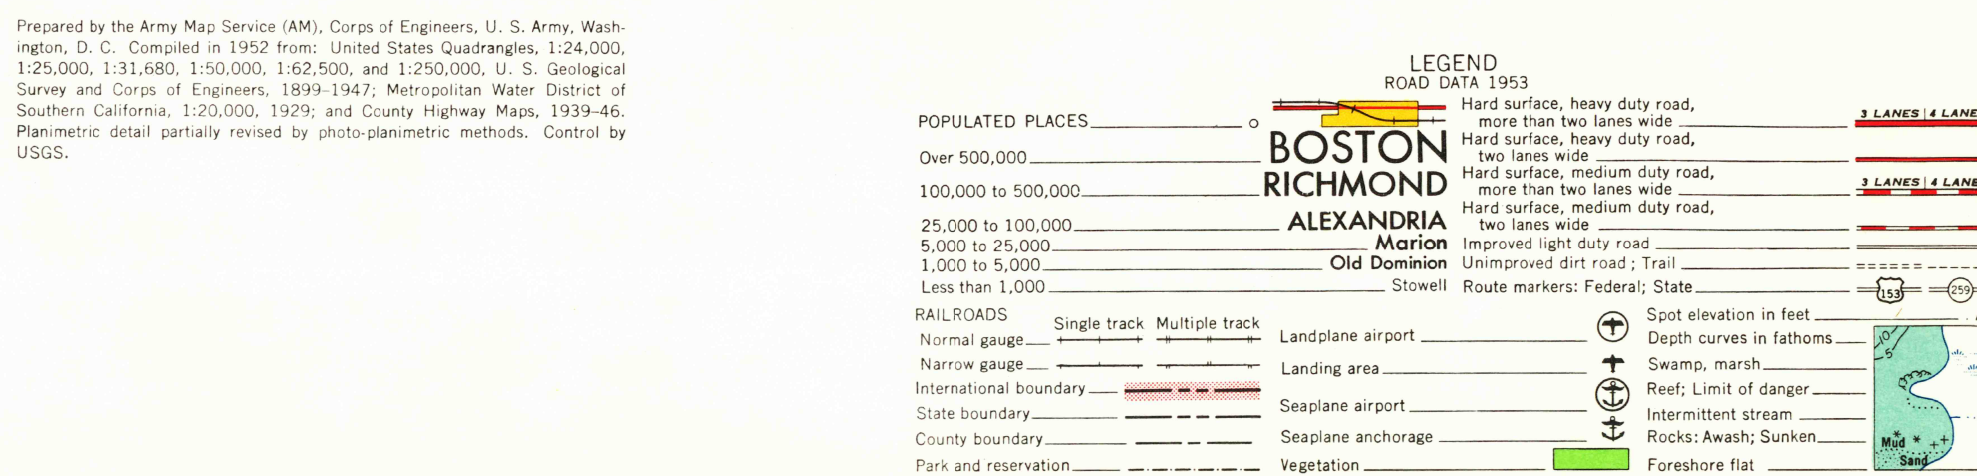 Prepared by the Army Map Service (AM), Corps of Engineers, U. S. Army, Wash-
ington, D. C. Compiled in 1952 from: United States Quadrangles, 1:24,000,
1:25,000, 1:31,680, 1:50,000, 1:62,500, and 1:250,000, U. S. Geological
Survey and Corps of Engineers, 1899–1947; Metropolitan Water District of
Southern California, 1:20,000, 1929; and County Highway Maps, 1939–46.
Planimetric detail partially revised by photo-planimetric methods. Control by
USGS.
LEGEND
ROAD DATA 1953
POPULATED PLACES
Over 500,000 BOSTON
100,000 to 500,000 RICHMOND
25,000 to 100,000 ALEXANDRIA
5,000 to 25,000 Marion
1,000 to 5,000 Old Dominion
Less than 1,000 Stowell
Hard surface, heavy duty road,
more than two lanes wide 3 LANES | 4 LANE
Hard surface, heavy duty road,
two lanes wide
Hard surface, medium duty road,
more than two lanes wide 3 LANES | 4 LANE
Hard surface, medium duty road,
two lanes wide
Improved light duty road
Unimproved dirt road; Trail
Route markers: Federal; State 153 259
RAILROADS
Single track Multiple track
Normal gauge
Narrow gauge
International boundary
State boundary
County boundary
Park and reservation
Landplane airport
Landing area
Seaplane airport
Seaplane anchorage
Vegetation
Spot elevation in feet
Depth curves in fathoms
Swamp, marsh
Reef; Limit of danger
Intermittent stream
Rocks: Awash; Sunken
Foreshore flat
10
5
Mud
Sand